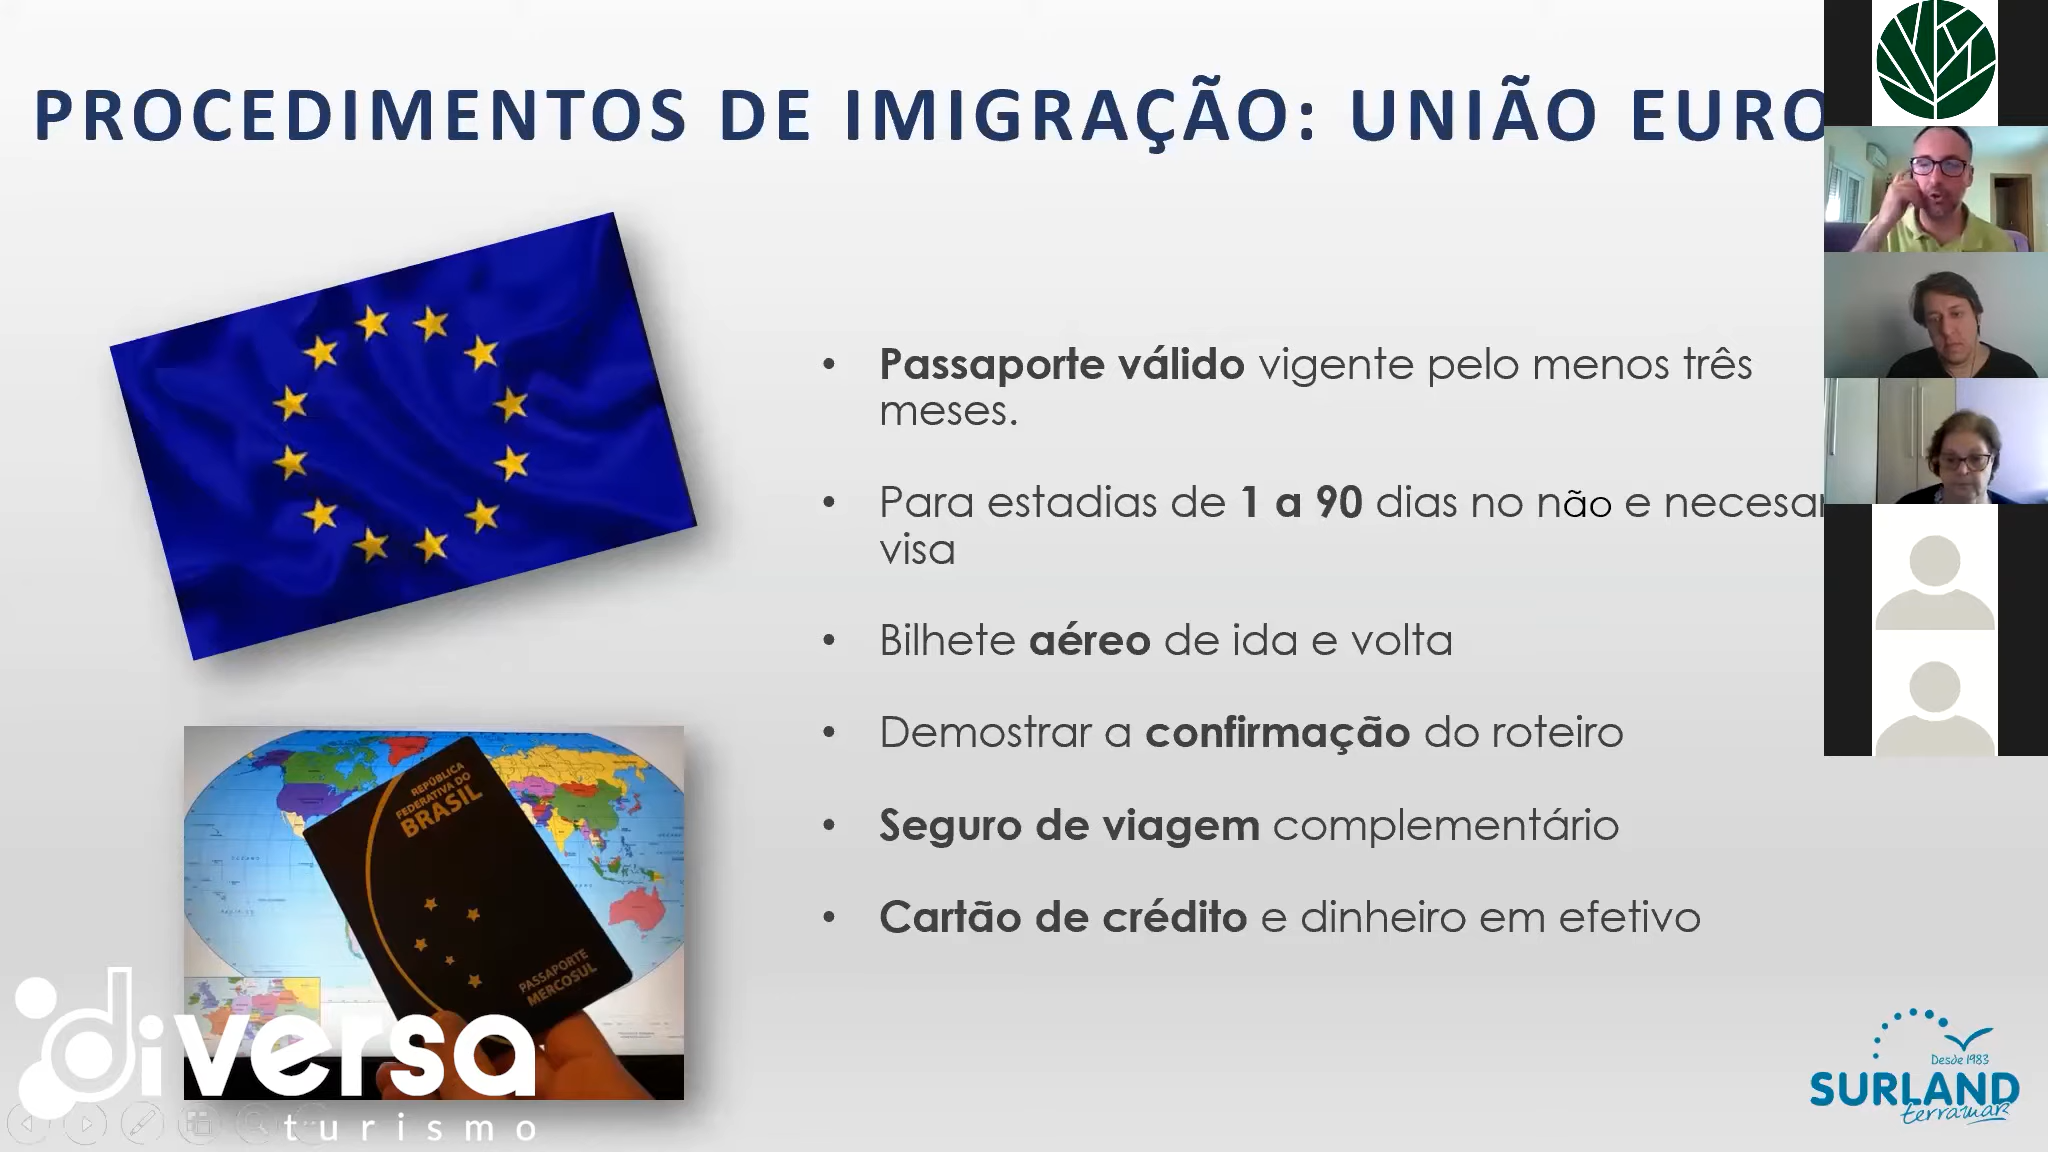 PROCEDIMENTOS DE IMIGRAÇÃO: UNIÃO EURO
• Passaporte válido vigente pelo menos três
meses.
• Para estadias de 1 a 90 dias no não e necesar
visa
• Bilhete aéreo de ida e volta
• Demostrar a confirmação do roteiro
• Seguro de viagem complementário
• Cartão de crédito e dinheiro em efetivo
REPÚBLICA
FEDERATIVA DO
BRASIL
PASSAPORTE
MERCOSUL
diversa
turismo
Desde 1983
SURLAND
terramar